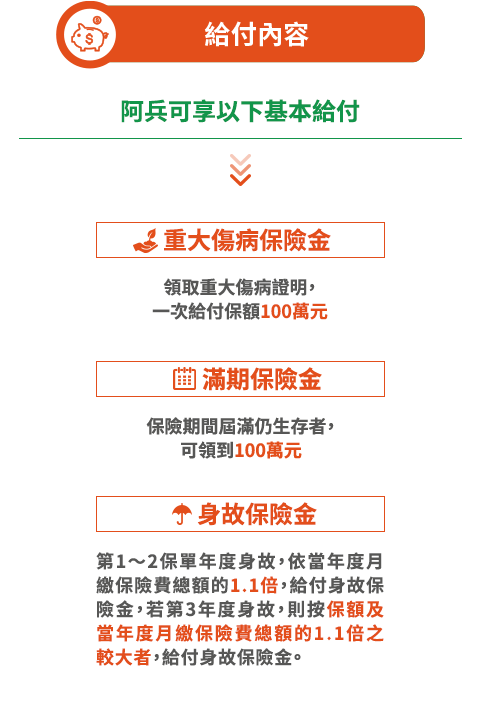 給付內容
阿兵可享以下基本給付
重大傷病保險金
領取重大傷病證明，
一次給付保額100萬元
滿期保險金
保險期間屆滿仍生存者，
可領到100萬元
身故保險金
第1～2保單年度身故，依當年度月
繳保險費總額的1.1倍，給付身故保
險金，若第3年度身故，則按保額及
當年度月繳保險費總額的1.1倍之
較大者，給付身故保險金。